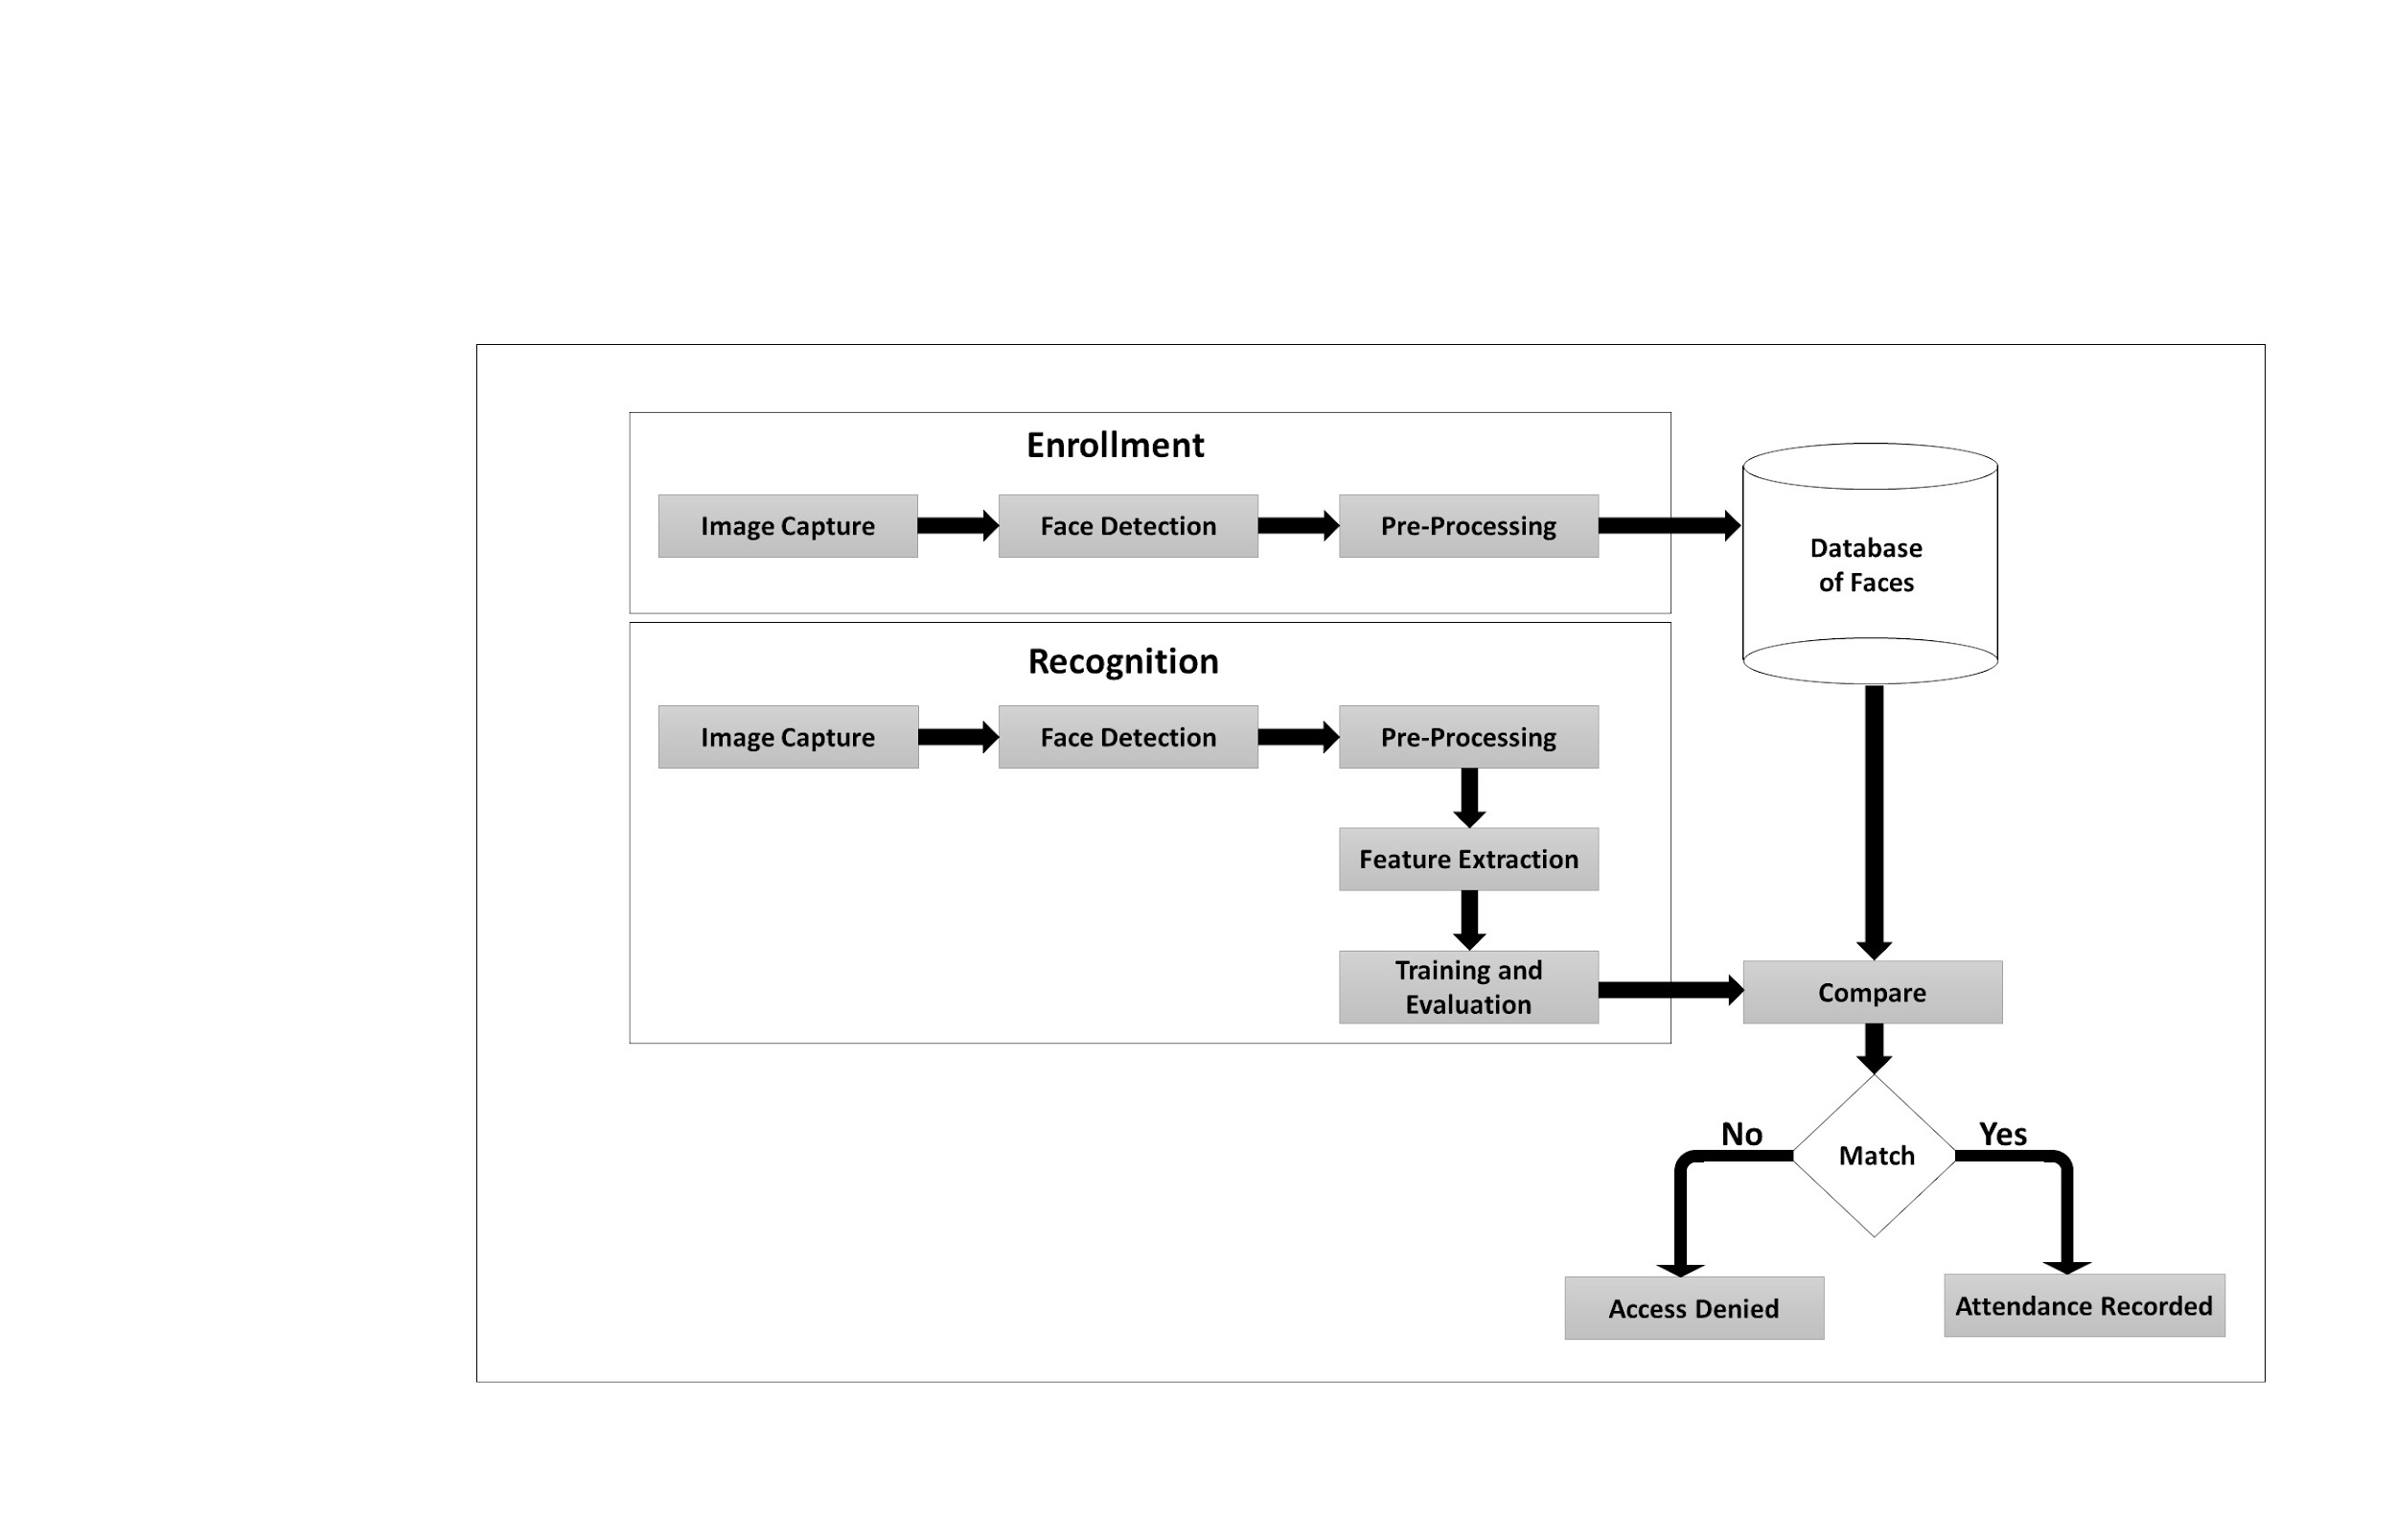 Enrollment
Image Capture
Face Detection
Pre-Processing
Database
of Faces
Recognition
Image Capture
Face Detection
Pre-Processing
Feature Extraction
Training and
Evaluation
Compare
No
Yes
Match
Access Denied
Attendance Recorded